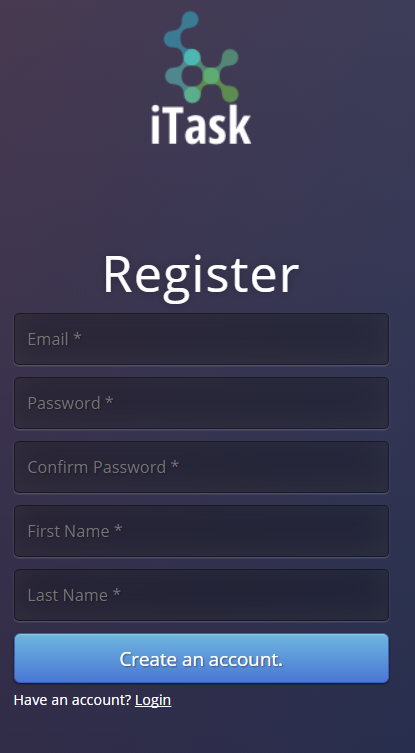 iTask
Register
Email *
Password *
Confirm Password *
First Name *
Last Name *
Create an account.
Have an account? Login